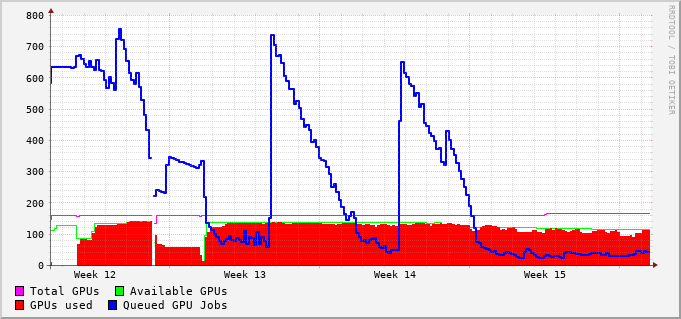 800
700
600
500
400
300
200
100
0
Week 12 Week 13 Week 14 Week 15
Total GPUs Available GPUs
GPUs used Queued GPU Jobs
RRDTOOL / TOBI OETIKER